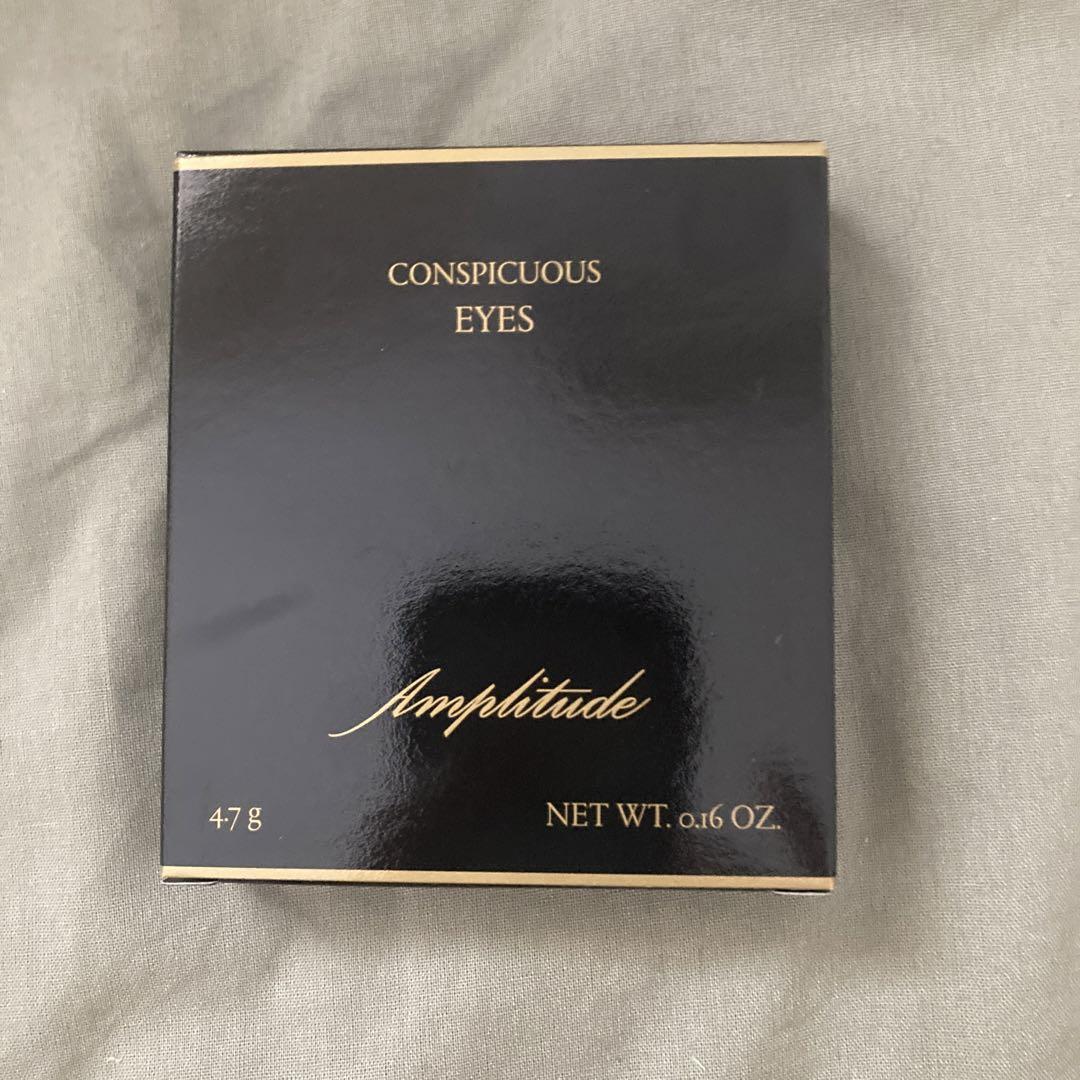 CONSPICUOUS
EYES
Amplitude
4.7 g NET WT. 0.16 OZ.